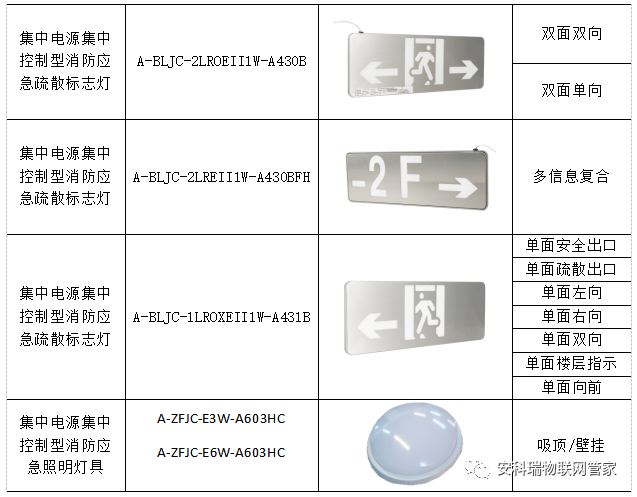 集中电源集中
控制型消防应
急疏散标志灯
A-BLJC-2LROEII1W-A430B
双面双向
双面单向
集中电源集中
控制型消防应
急疏散标志灯
A-BLJC-2LREII1W-A430BFH
-2F
多信息复合
集中电源集中
控制型消防应
急疏散标志灯
A-BLJC-1LROXEII1W-A431B
单面安全出口
单面疏散出口
单面左向
单面右向
单面双向
单面楼层指示
单面向前
集中电源集中
控制型消防应
急照明灯具
A-ZFJC-E3W-A603HC
A-ZFJC-E6W-A603HC
吸顶/壁挂
安科瑞物联网管家